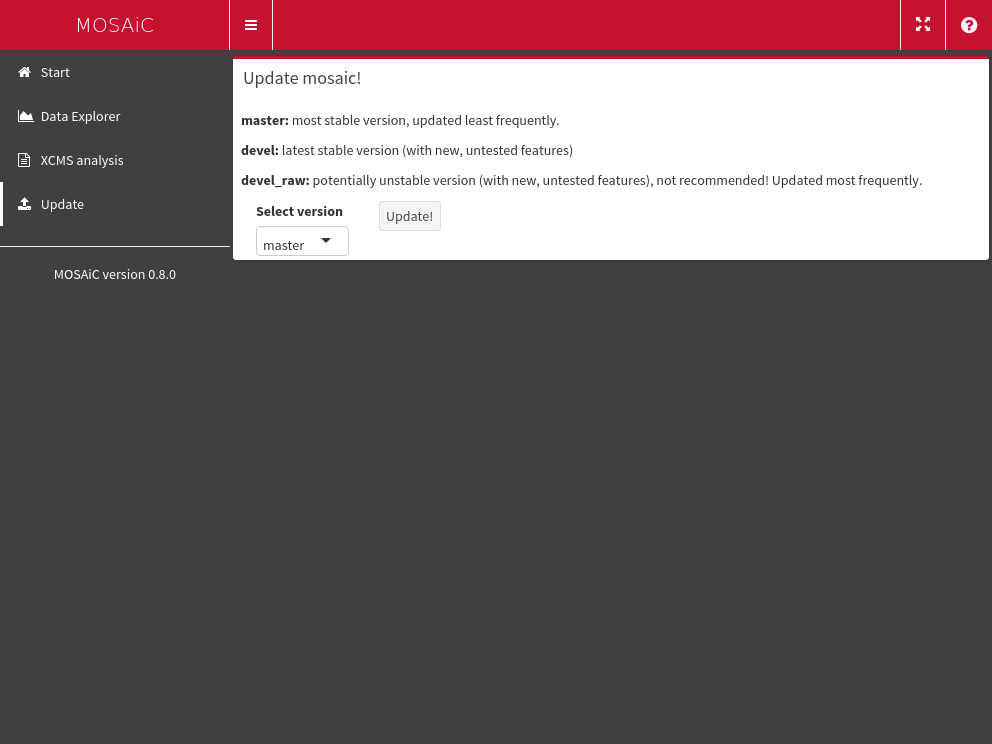 MOSAiC
Start
Data Explorer
XCMS analysis
Update
MOSAiC version 0.8.0
Update mosaic!
master: most stable version, updated least frequently.
devel: latest stable version (with new, untested features)
devel_raw: potentially unstable version (with new, untested features), not recommended! Updated most frequently.
Select version
Update!
master